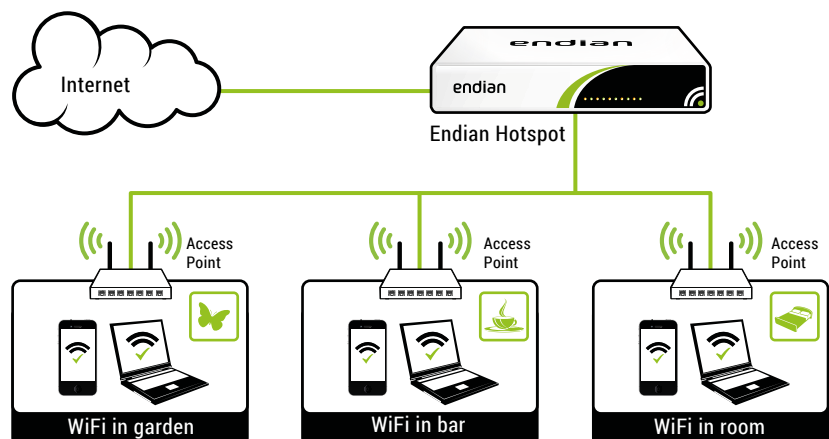 Internet
endian
endian
Endian Hotspot
Access
Point
Access
Point
Access
Point
WiFi in garden
WiFi in bar
WiFi in room